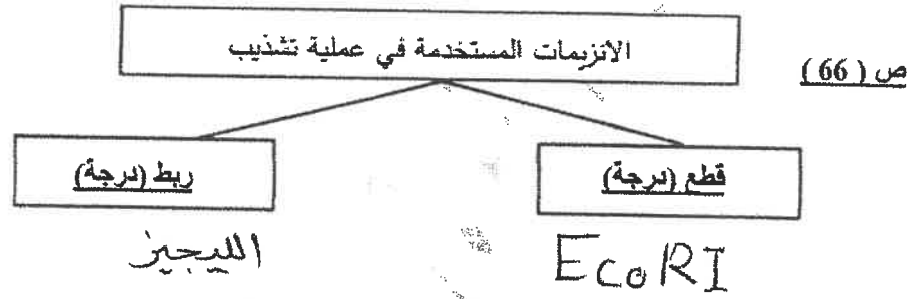 الانزيمات المستخدمة في عملية تشذيب
ص ( 66 )
قطع (درجة)
ربط (درجة)
EcoRI
الليجيز